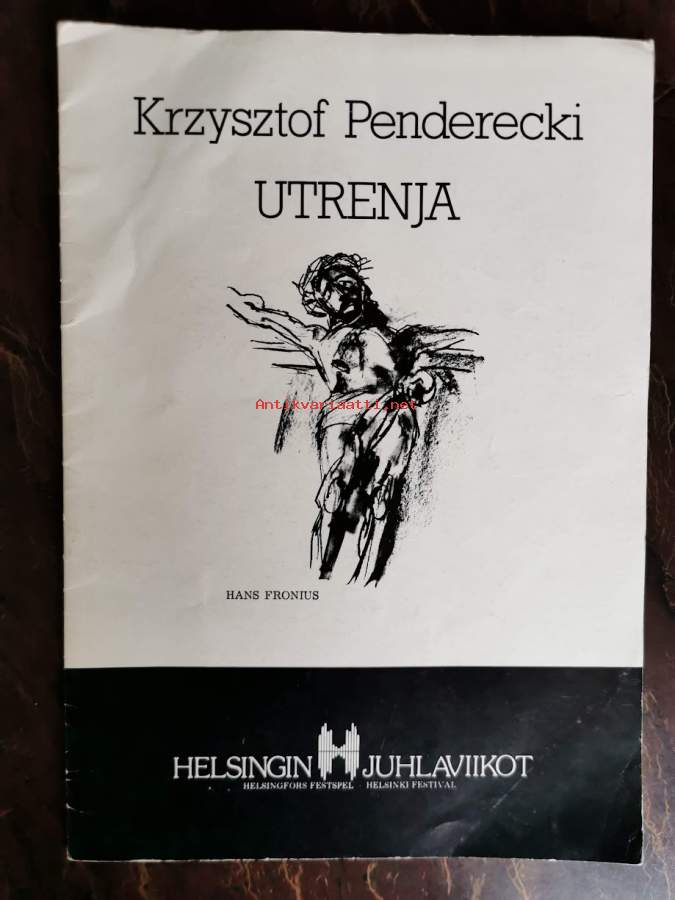 Krzysztof Penderecki
UTRENJA
Antikvariaatti.net
HANS FRONIUS
HELSINGIN JUHLAVIIKOT
HELSINGFORS FESTSPEL · HELSINKI FESTIVAL